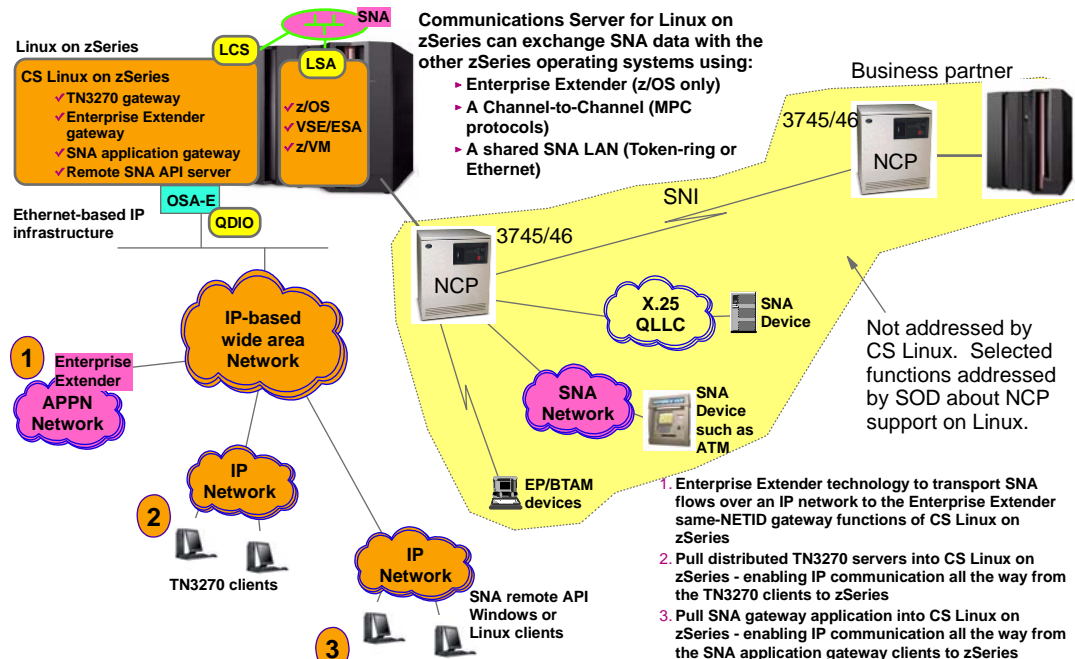 SNA
Linux on zSeries
LCS
LSA
CS Linux on zSeries
✓TN3270 gateway
✓Enterprise Extender
gateway
✓SNA application gateway
✓Remote SNA API server
✓z/OS
✓VSE/ESA
✓z/VM
OSA-E
QDIO
Ethernet-based IP
infrastructure
Communications Server for Linux on
zSeries can exchange SNA data with the
other zSeries operating systems using:
► Enterprise Extender (z/OS only)
► A Channel-to-Channel (MPC
protocols)
► A shared SNA LAN (Token-ring or
Ethernet)
Business partner
3745/46
NCP
SNI
3745/46
NCP
X.25
QLLC
SNA
Device
SNA
Network
SNA
Device
such as
ATM
EP/BTAM
devices
Not addressed by
CS Linux. Selected
functions addressed
by SOD about NCP
support on Linux.
IP-based
wide area
Network
1
Enterprise
Extender
APPN
Network
IP
Network
2
TN3270 clients
IP
Network
SNA remote API
Windows or
Linux clients
3
1. Enterprise Extender technology to transport SNA
flows over an IP network to the Enterprise Extender
same-NETID gateway functions of CS Linux on
zSeries
2. Pull distributed TN3270 servers into CS Linux on
zSeries - enabling IP communication all the way from
the TN3270 clients to zSeries
3. Pull SNA gateway application into CS Linux on
zSeries - enabling IP communication all the way from
the SNA application gateway clients to zSeries